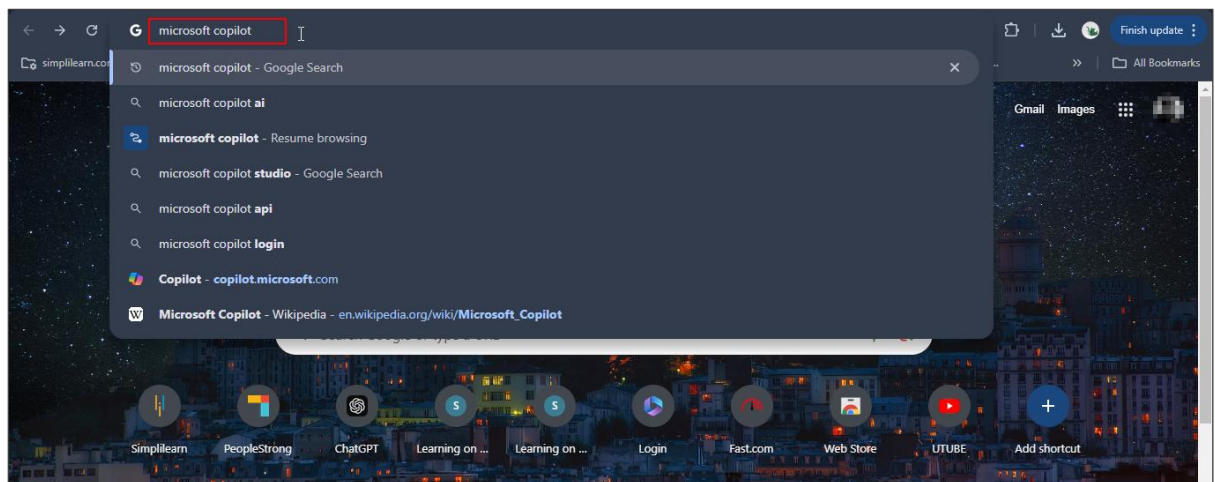 microsoft copilot
Finish update
simplilearn.cor
microsoft copilot - Google Search
All Bookmarks
microsoft copilot ai
Gmail Images
microsoft copilot - Resume browsing
microsoft copilot studio - Google Search
microsoft copilot api
microsoft copilot login
Copilot - copilot.microsoft.com
Microsoft Copilot - Wikipedia - en.wikipedia.org/wiki/Microsoft_Copilot
Simplilearn PeopleStrong ChatGPT Learning on ... Learning on ... Login Fast.com Web Store UTUBE Add shortcut